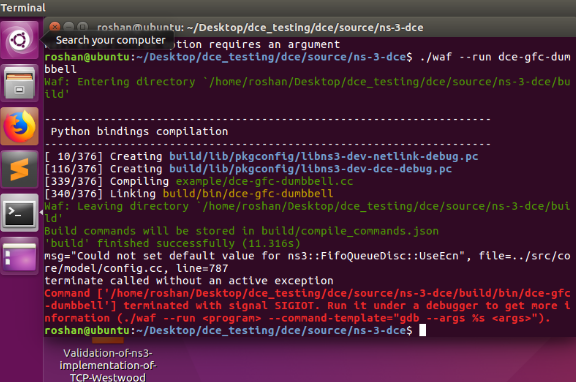 Terminal
roshan@ubuntu: ~/Desktop/dce_testing/dce/source/ns-3-dce
Search your computer
option requires an argument
roshan@ubuntu:~/Desktop/dce_testing/dce/source/ns-3-dce$ ./waf --run dce-gfc-dum
bbell
Waf: Entering directory `/home/roshan/Desktop/dce_testing/dce/source/ns-3-dce/bu
ild'
--------------------------------------------------------------------
Python bindings compilation
--------------------------------------------------------------------
[ 10/376] Creating build/lib/pkgconfig/libns3-dev-netlink-debug.pc
[116/376] Creating build/lib/pkgconfig/libns3-dev-dce-debug.pc
[339/376] Compiling example/dce-gfc-dumbbell.cc
[340/376] Linking build/bin/dce-gfc-dumbbell
Waf: Leaving directory `/home/roshan/Desktop/dce_testing/dce/source/ns-3-dce/bu
ild'
Build commands will be stored in build/compile_commands.json
'build' finished successfully (11.316s)
msg="Could not set default value for ns3::FifoQueueDisc::UseEcn", file=../src/co
re/model/config.cc, line=787
terminate called without an active exception
Command ['/home/roshan/Desktop/dce_testing/dce/source/ns-3-dce/build/bin/dce-gfc
-dumbbell'] terminated with signal SIGIOT. Run it under a debugger to get more i
nformation (./waf --run <program> --command-template="gdb --args %s <args>").
roshan@ubuntu:~/Desktop/dce_testing/dce/source/ns-3-dce$
Validation-of-ns3-
implementation-of-
TCP-Westwood